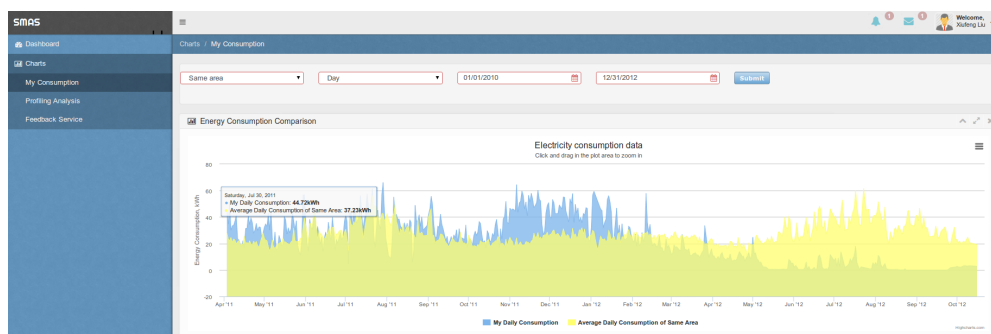 SMAS
0
0
Welcome,
Xiufeng Liu
Dashboard
Charts / My Consumption
Charts
My Consumption
Profiling Analysis
Feedback Service
Same area
Day
01/01/2010
12/31/2012
Submit
Energy Consumption Comparison
Electricity consumption data
Click and drag in the plot area to zoom in
Energy Consumption, kWh
80
60
40
20
0
-20
Saturday, Jul 30, 2011
My Daily Consumption: 44.72kWh
Average Daily Consumption of Same Area: 37.23kWh
Apr '11 May '11 Jun '11 Jul '11 Aug '11 Sep '11 Oct '11 Nov '11 Dec '11 Jan '12 Feb '12 Mar '12 Apr '12 May '12 Jun '12 Jul '12 Aug '12 Sep '12 Oct '12
My Daily Consumption Average Daily Consumption of Same Area
Highcharts.com